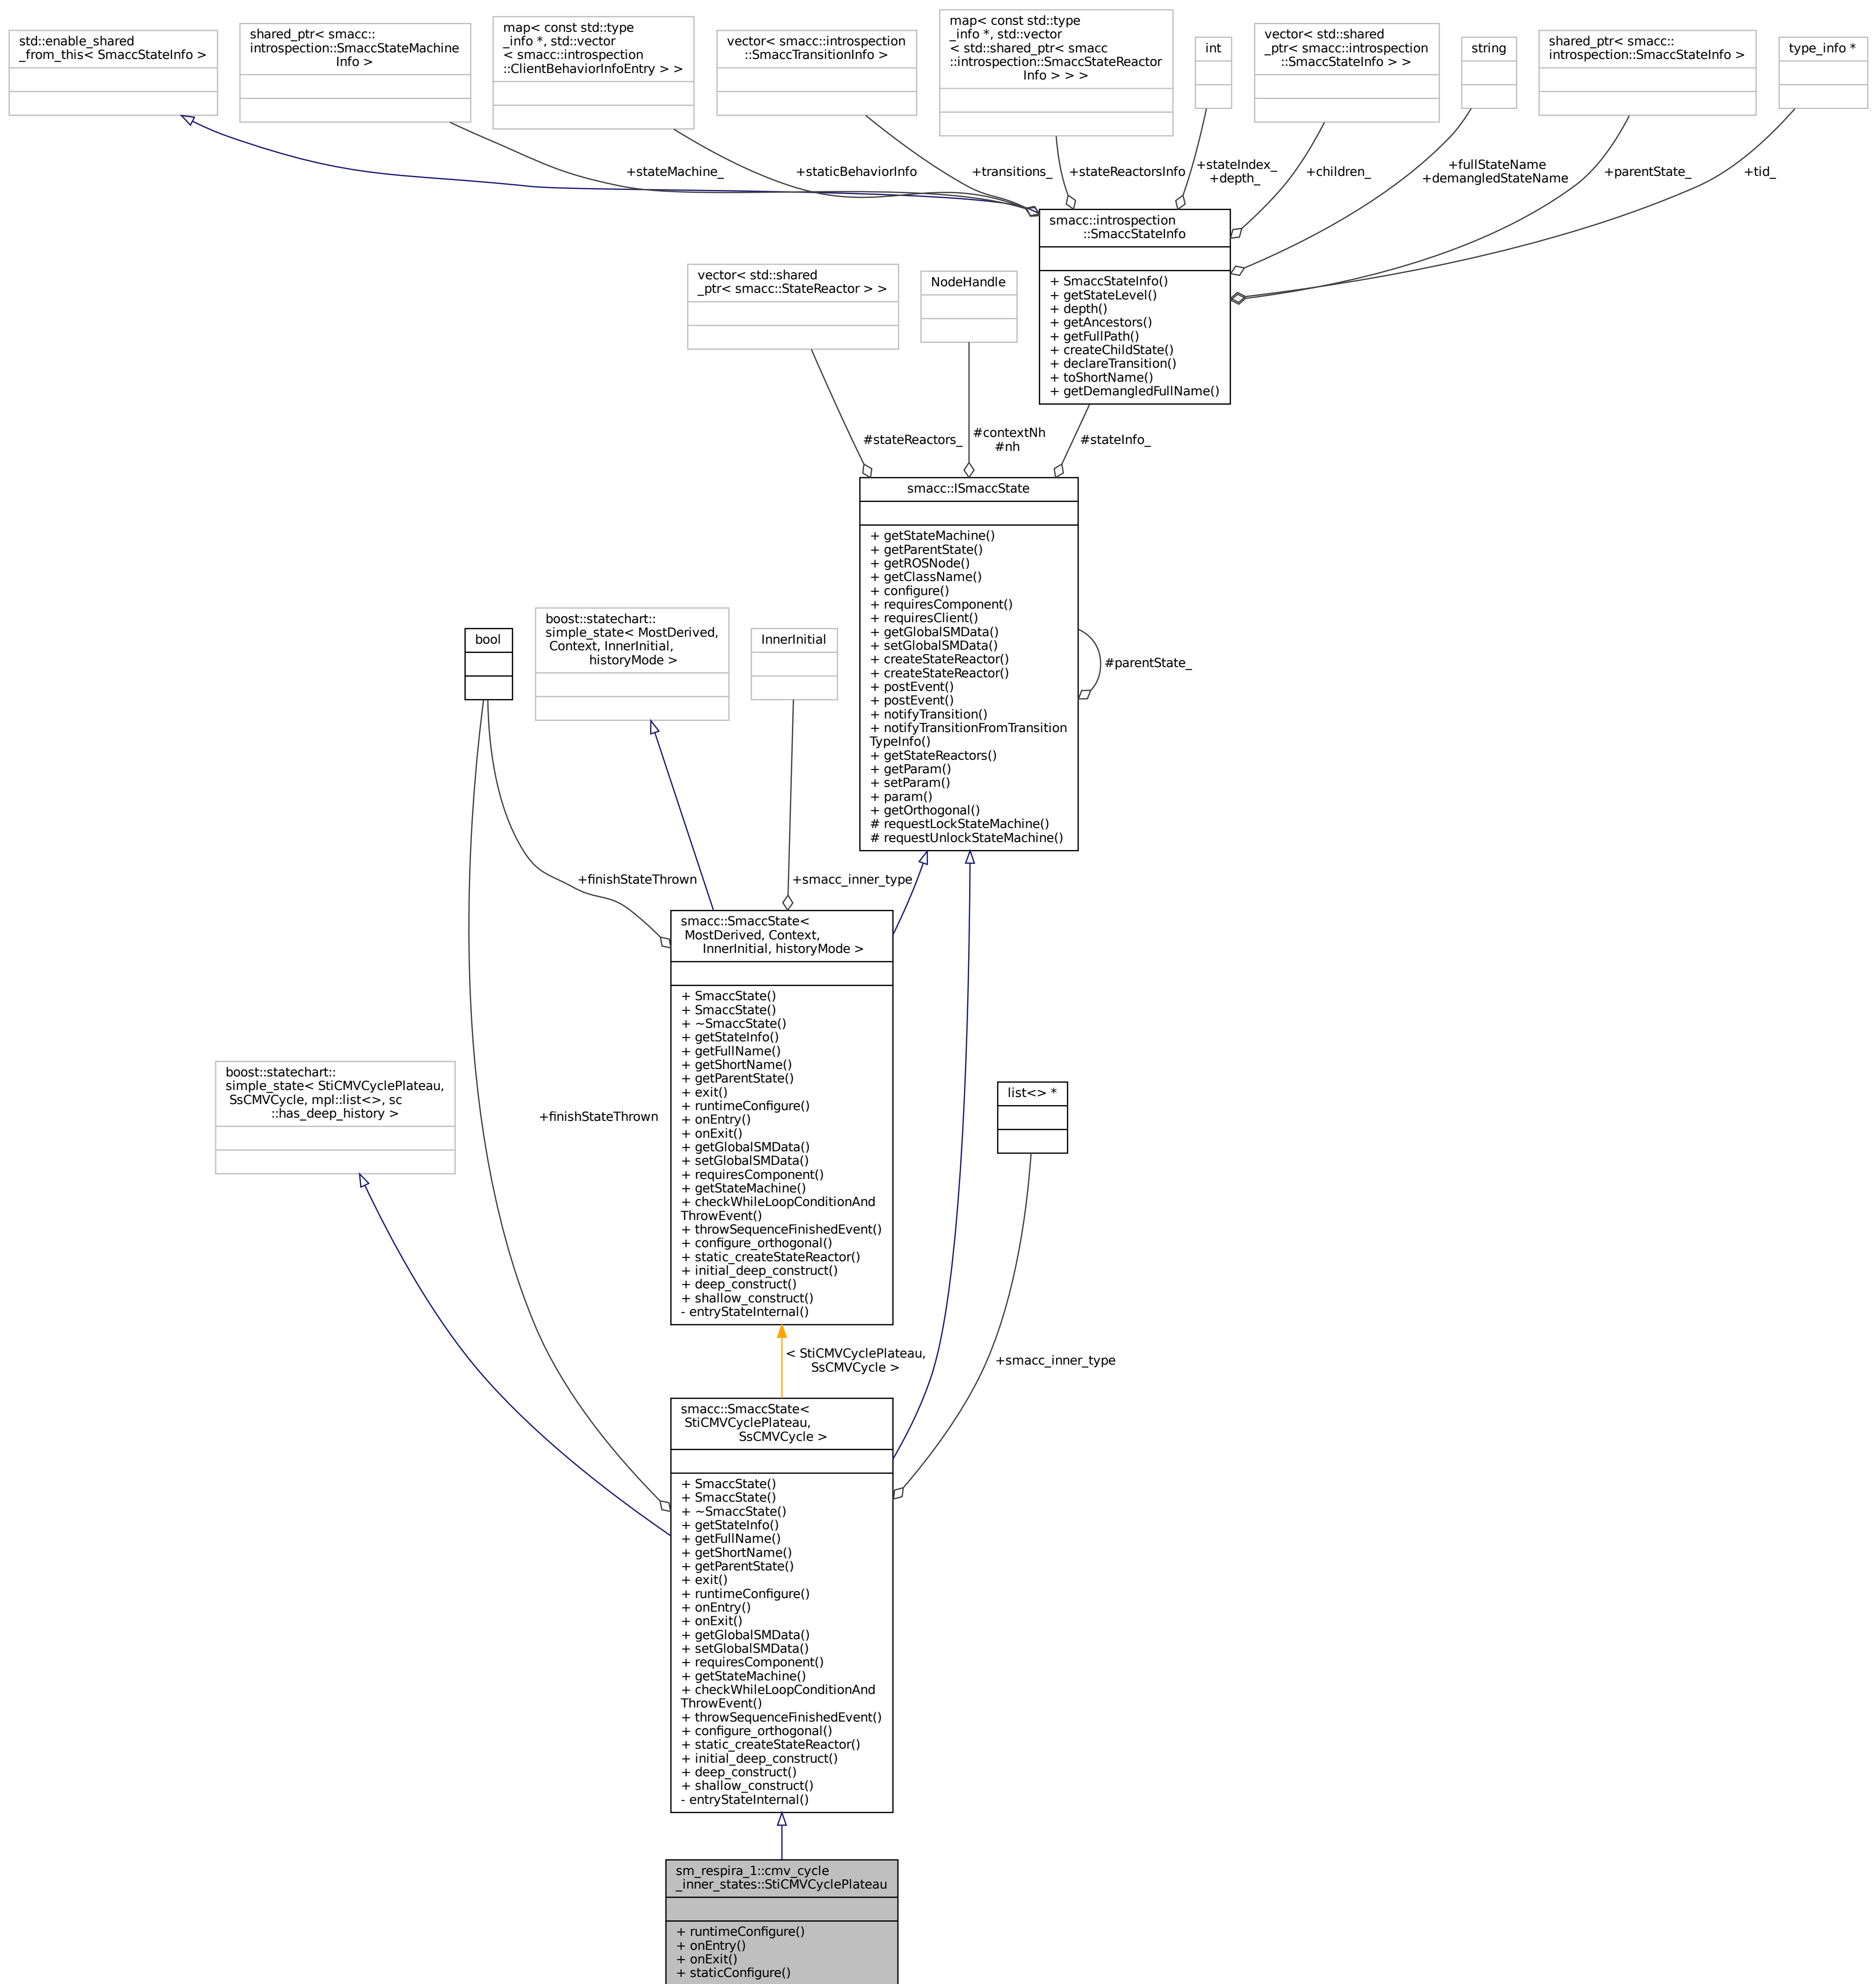 std::enable_shared
_from_this< SmaccStateInfo >
shared_ptr< smacc::
introspection::SmaccStateMachine
Info >
map< const std::type
_info *, std::vector
< smacc::introspection
::ClientBehaviorInfoEntry > >
vector< smacc::introspection
::SmaccTransitionInfo >
map< const std::type
_info *, std::vector
< std::shared_ptr< smacc
::introspection::SmaccStateReactor
Info > > >
int
vector< std::shared
_ptr< smacc::introspection
::SmaccStateInfo > >
string
shared_ptr< smacc::
introspection::SmaccStateInfo >
type_info *
+stateMachine_
+staticBehaviorInfo
+transitions_
+stateReactorsInfo
+stateIndex_
+depth_
+children_
+fullStateName
+demangledStateName
+parentState_
+tid_
smacc::introspection
::SmaccStateInfo
+ SmaccStateInfo()
+ getStateLevel()
+ depth()
+ getAncestors()
+ getFullPath()
+ createChildState()
+ declareTransition()
+ toShortName()
+ getDemangledFullName()
vector< std::shared
_ptr< smacc::StateReactor > >
NodeHandle
#stateReactors_
#contextNh
#nh
#stateInfo_
smacc::ISmaccState
+ getStateMachine()
+ getParentState()
+ getROSNode()
+ getClassName()
+ configure()
+ requiresComponent()
+ requiresClient()
+ getGlobalSMData()
+ setGlobalSMData()
+ createStateReactor()
+ createStateReactor()
+ postEvent()
+ postEvent()
+ notifyTransition()
+ notifyTransitionFromTransition
TypeInfo()
+ getStateReactors()
+ getParam()
+ setParam()
+ param()
+ getOrthogonal()
# requestLockStateMachine()
# requestUnlockStateMachine()
#parentState_
bool
boost::statechart::
simple_state< MostDerived,
Context, InnerInitial,
historyMode >
InnerInitial
+finishStateThrown
+smacc_inner_type
smacc::SmaccState<
MostDerived, Context,
InnerInitial, historyMode >
+ SmaccState()
+ SmaccState()
+ ~SmaccState()
+ getStateInfo()
+ getFullName()
+ getShortName()
+ getParentState()
+ exit()
+ runtimeConfigure()
+ onEntry()
+ onExit()
+ getGlobalSMData()
+ setGlobalSMData()
+ requiresComponent()
+ getStateMachine()
+ checkWhileLoopConditionAnd
ThrowEvent()
+ throwSequenceFinishedEvent()
+ configure_orthogonal()
+ static_createStateReactor()
+ initial_deep_construct()
+ deep_construct()
+ shallow_construct()
- entryStateInternal()
boost::statechart::
simple_state< StiCMVCyclePlateau,
SsCMVCycle, mpl::list<>, sc
::has_deep_history >
+finishStateThrown
list<> *
< StiCMVCyclePlateau,
SsCMVCycle >
+smacc_inner_type
smacc::SmaccState<
StiCMVCyclePlateau,
SsCMVCycle >
+ SmaccState()
+ SmaccState()
+ ~SmaccState()
+ getStateInfo()
+ getFullName()
+ getShortName()
+ getParentState()
+ exit()
+ runtimeConfigure()
+ onEntry()
+ onExit()
+ getGlobalSMData()
+ setGlobalSMData()
+ requiresComponent()
+ getStateMachine()
+ checkWhileLoopConditionAnd
ThrowEvent()
+ throwSequenceFinishedEvent()
+ configure_orthogonal()
+ static_createStateReactor()
+ initial_deep_construct()
+ deep_construct()
+ shallow_construct()
- entryStateInternal()
sm_respira_1::cmv_cycle
_inner_states::StiCMVCyclePlateau
+ runtimeConfigure()
+ onEntry()
+ onExit()
+ staticConfigure()